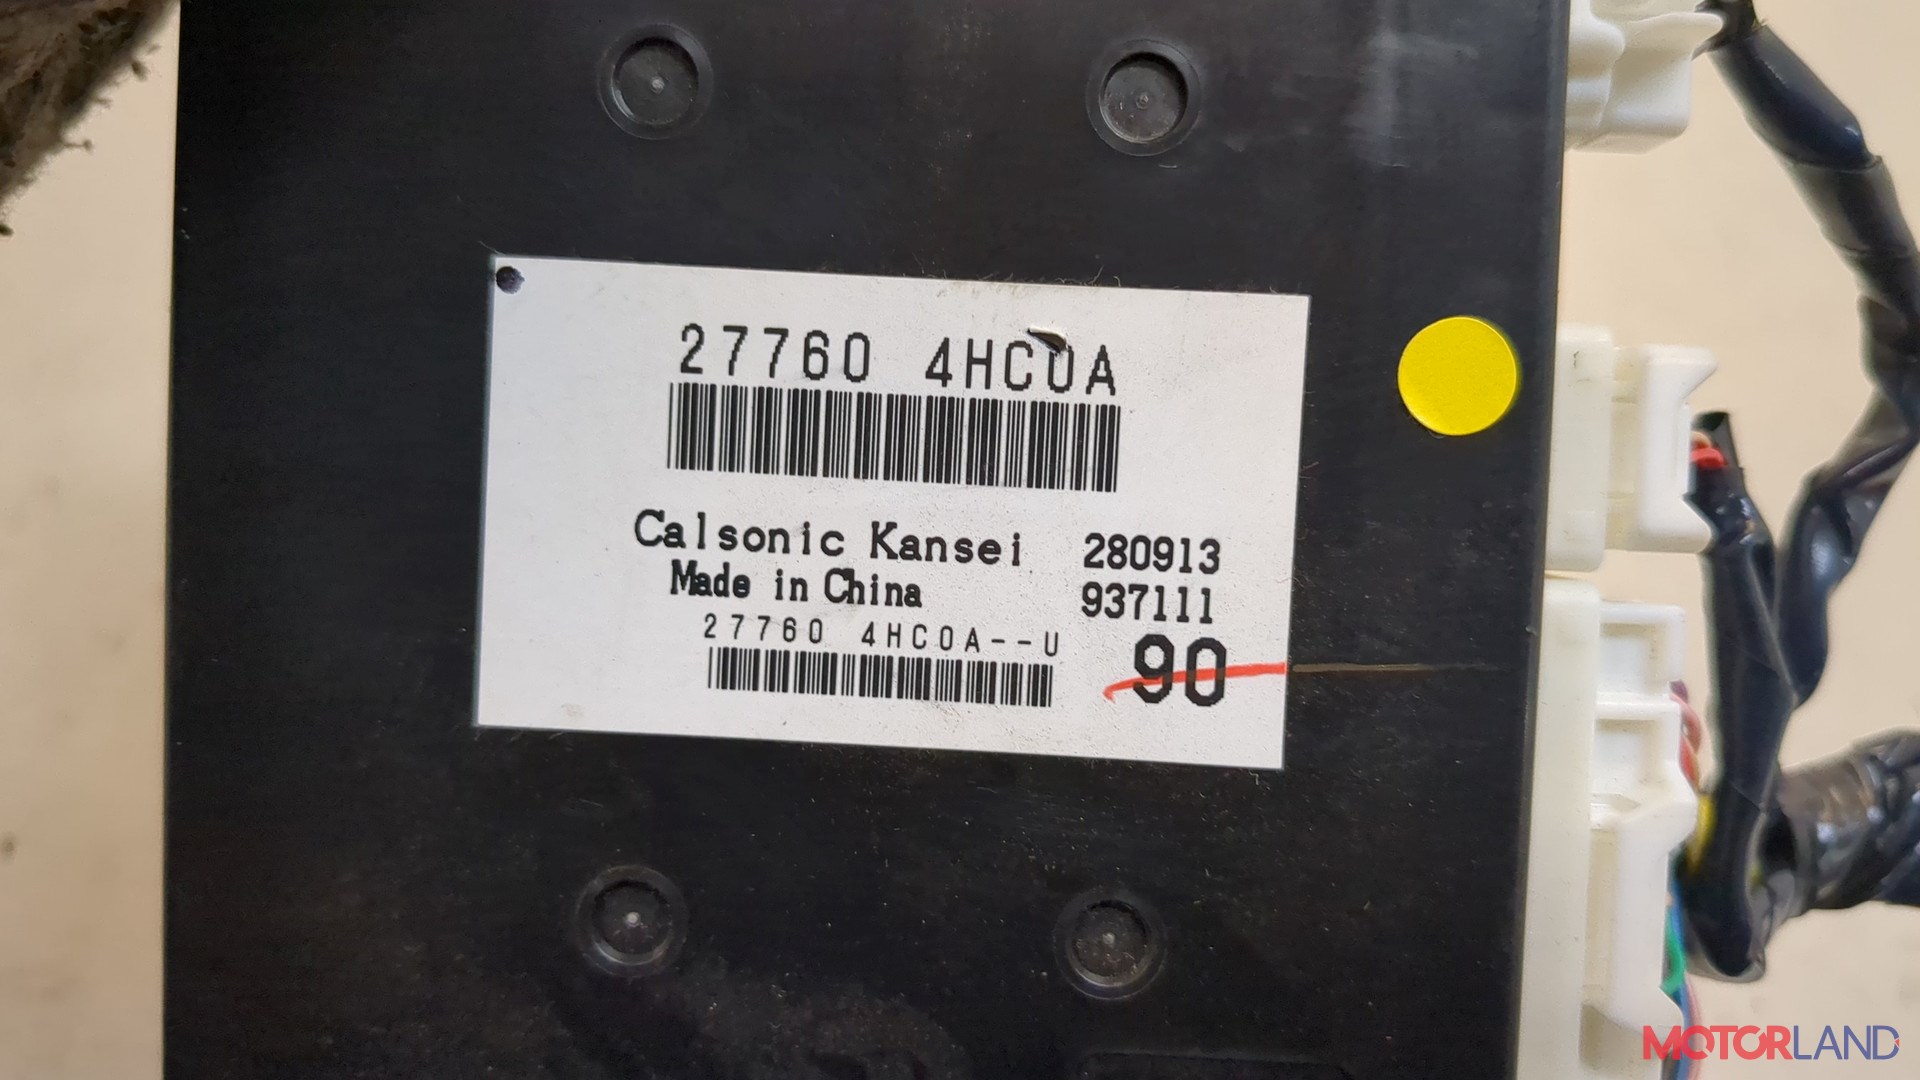 27760 4HC0A
Calsonic Kansei 280913
Made in China 937111
27760 4HC0A--U
90
MOTORLAND